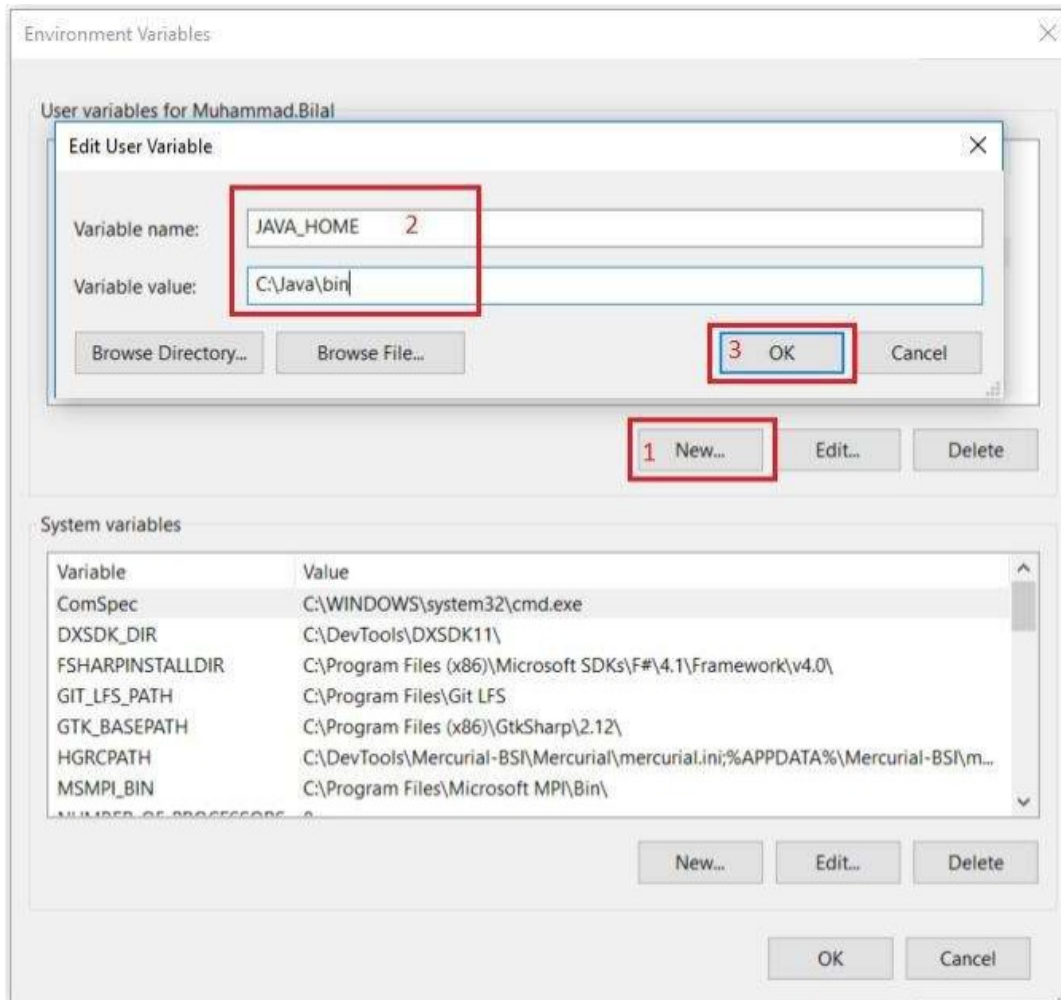 Environment Variables
User variables for Muhammad.Bilal
Edit User Variable
Variable name: JAVA_HOME 2
Variable value: C:\Java\bin
Browse Directory... Browse File... 3 OK Cancel
1 New... Edit... Delete
System variables
Variable Value
ComSpec C:\WINDOWS\system32\cmd.exe
DXSDK_DIR C:\DevTools\DXSDK11\
FSHARPINSTALLDIR C:\Program Files (x86)\Microsoft SDKs\F#\4.1\Framework\v4.0\
GIT_LFS_PATH C:\Program Files\Git LFS
GTK_BASEPATH C:\Program Files (x86)\GtkSharp\2.12\
HGRCPATH C:\DevTools\Mercurial-BSI\Mercurial\mercurial.ini;%APPDATA%\Mercurial-BSI\m...
MSMPI_BIN C:\Program Files\Microsoft MPI\Bin\
NUMBER_OF_PROCESSORS
New... Edit... Delete
OK Cancel